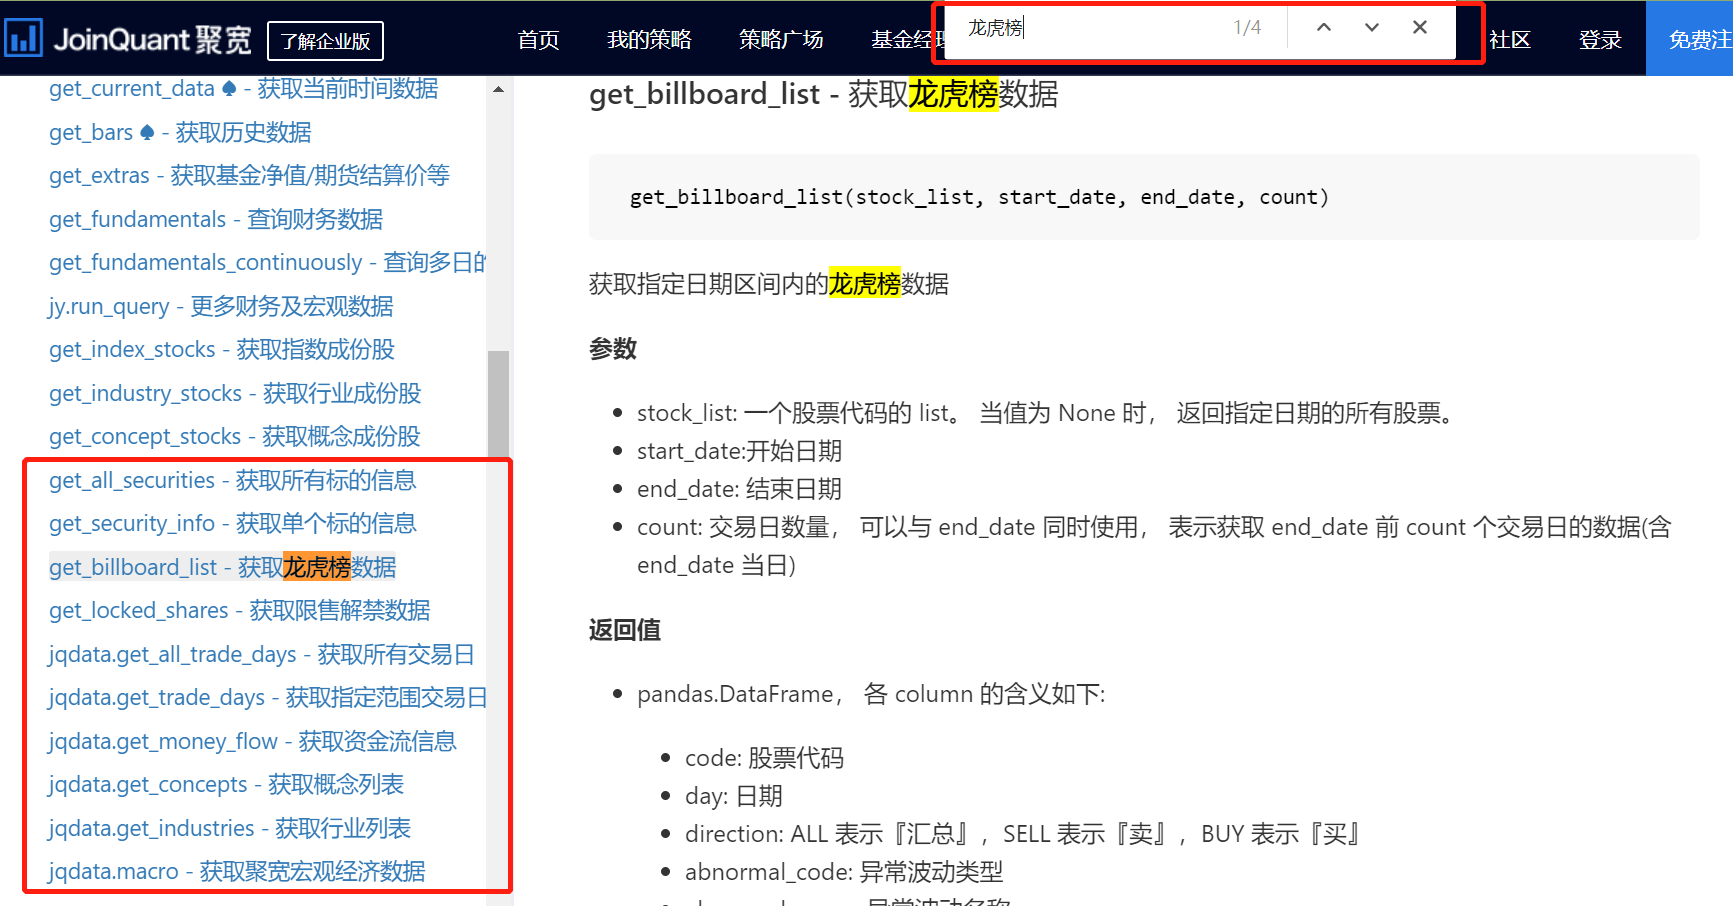 JoinQuant 聚宽 了解企业版 首页 我的策略 策略广场 基金经理 社区 登录 免费注
龙虎榜 1/4
get_current_data ♠ - 获取当前时间数据
get_bars ♠ - 获取历史数据
get_extras - 获取基金净值/期货结算价等
get_fundamentals - 查询财务数据
get_fundamentals_continuously - 查询多日的
jy.run_query - 更多财务及宏观数据
get_index_stocks - 获取指数成份股
get_industry_stocks - 获取行业成份股
get_concept_stocks - 获取概念成份股
get_all_securities - 获取所有标的信息
get_security_info - 获取单个标的信息
get_billboard_list - 获取龙虎榜数据
get_locked_shares - 获取限售解禁数据
jqdata.get_all_trade_days - 获取所有交易日
jqdata.get_trade_days - 获取指定范围交易日
jqdata.get_money_flow - 获取资金流信息
jqdata.get_concepts - 获取概念列表
jqdata.get_industries - 获取行业列表
jqdata.macro - 获取聚宽宏观经济数据
get_billboard_list - 获取龙虎榜数据
get_billboard_list(stock_list, start_date, end_date, count)
获取指定日期区间内的龙虎榜数据
参数
stock_list: 一个股票代码的 list。 当值为 None 时， 返回指定日期的所有股票。
start_date:开始日期
end_date: 结束日期
count: 交易日数量， 可以与 end_date 同时使用， 表示获取 end_date 前 count 个交易日的数据(含
end_date 当日)
返回值
pandas.DataFrame， 各 column 的含义如下:
code: 股票代码
day: 日期
direction: ALL 表示『汇总』，SELL 表示『卖』，BUY 表示『买』
abnormal_code: 异常波动类型